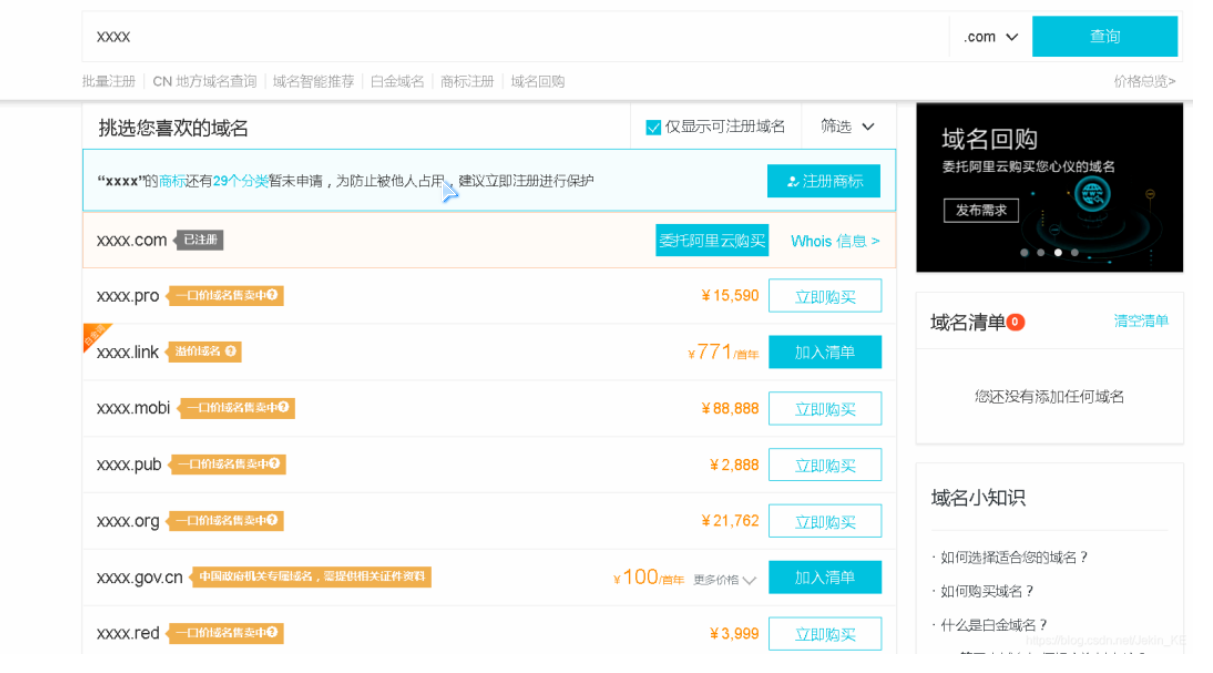 xxxx .com 查询
批量注册 CN 地方域名查询 域名智能推荐 白金域名 商标注册 域名回购 价格总览>
挑选您喜欢的域名 仅显示可注册域名 筛选
“xxxx”的商标还有29个分类暂未申请，为防止被他人占用，建议立即注册进行保护 注册商标
xxxx.com 已注册 委托阿里云购买 Whois 信息 >
xxxx.pro 一口价域名售卖中? ¥15,590 立即购买
白金词
xxxx.link 溢价域名 ? ¥771/首年 加入清单
xxxx.mobi 一口价域名售卖中? ¥88,888 立即购买
xxxx.pub 一口价域名售卖中? ¥2,888 立即购买
xxxx.org 一口价域名售卖中? ¥21,762 立即购买
xxxx.gov.cn 中国政府机关专属域名，需提供相关证件资料 ¥100/首年 更多价格 加入清单
xxxx.red 一口价域名售卖中? ¥3,999 立即购买
域名回购
委托阿里云购买您心仪的域名
发布需求
域名清单 0 清空清单
您还没有添加任何域名
域名小知识
· 如何选择适合您的域名？
· 如何购买域名？
· 什么是白金域名？
https://blog.csdn.net/Jekin_KE